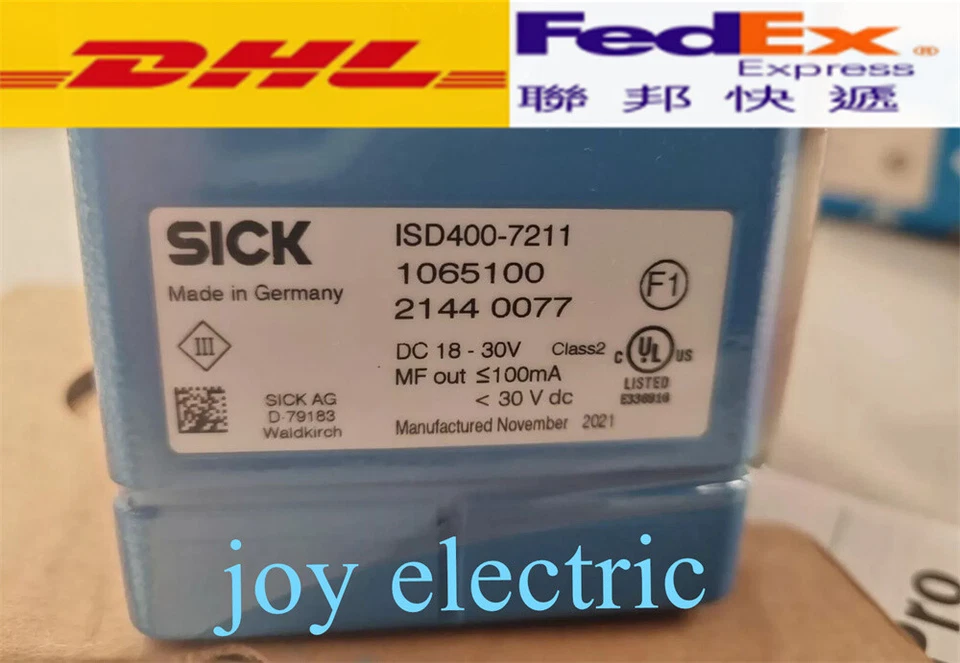 DHL
FedEx®
Express
聯邦快遞
SICK
Made in Germany
III
SICK AG
D-79183
Waldkirch
ISD400-7211
1065100
2144 0077
DC 18 - 30V Class2
MF out ≤100mA
< 30 V dc
Manufactured November 2021
F1
c UL us
LISTED
joy electric
Pro